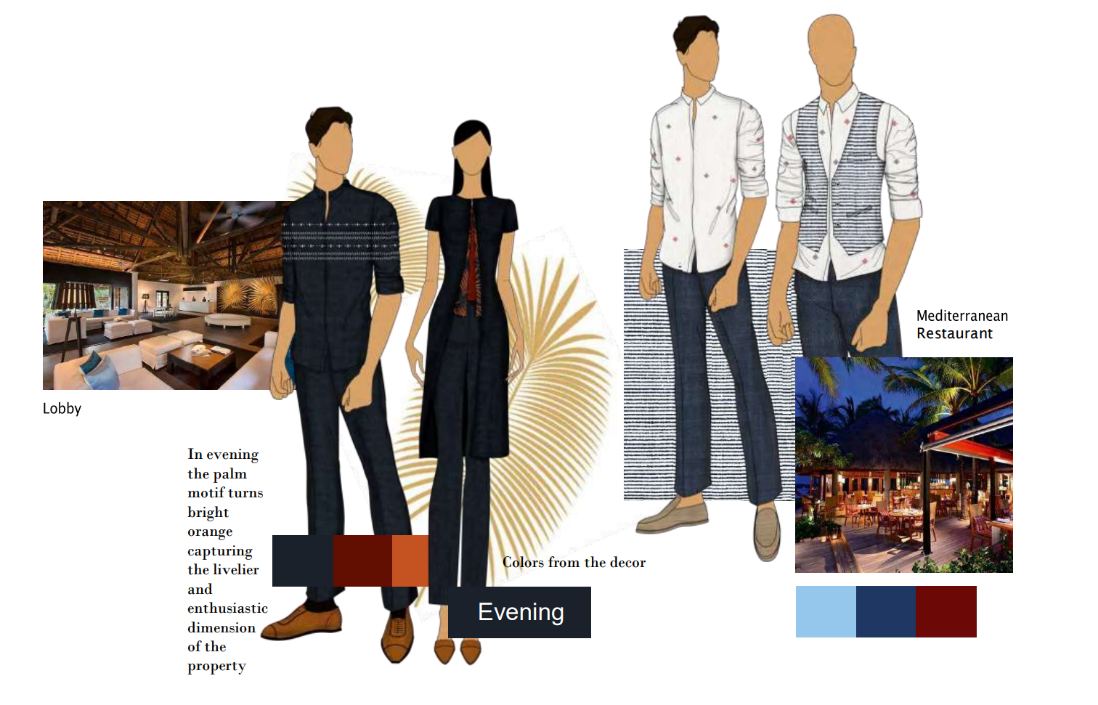 Mediterranean
Restaurant
Lobby
In evening
the palm
motif turns
bright
orange
capturing
the livelier
and
enthusiastic
dimension
of the
property
Colors from the decor
Evening